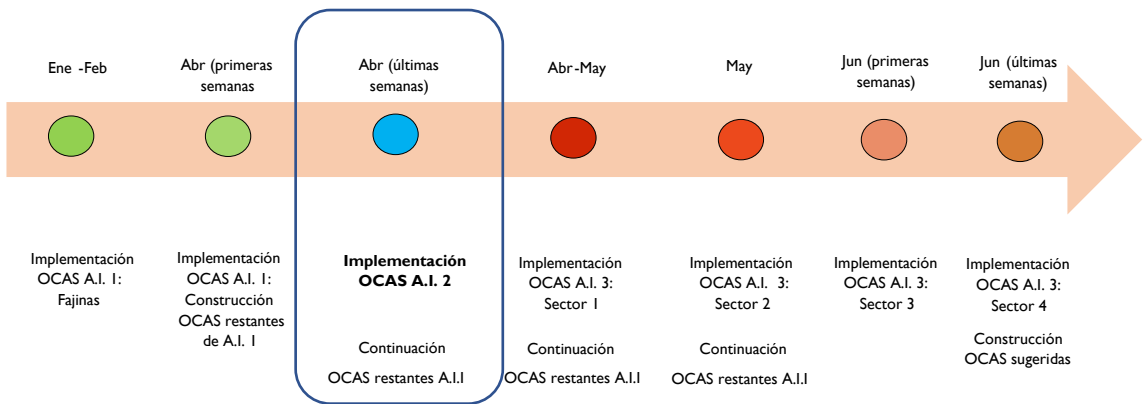 Ene -Feb
Abr (primeras
semanas
Abr (últimas
semanas)
Abr-May
May
Jun (primeras
semanas)
Jun (últimas
semanas)
Implementación
OCAS A.I. 1:
Fajinas
Implementación
OCAS A.I. 1:
Construcción
OCAS restantes
de A.I. 1
Implementación
OCAS A.I. 2
Continuación
OCAS restantes A.I.1
Implementación
OCAS A.I. 3:
Sector 1
Continuación
OCAS restantes A.I.1
Implementación
OCAS A.I. 3:
Sector 2
Continuación
OCAS restantes A.I.1
Implementación
OCAS A.I. 3:
Sector 3
Implementación
OCAS A.I. 3:
Sector 4
Construcción
OCAS sugeridas